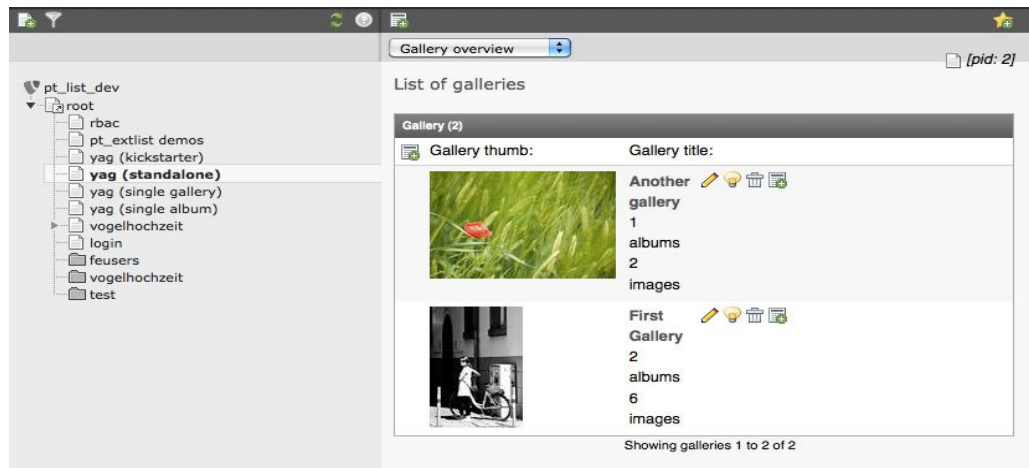 Gallery overview
[pid: 2]
pt_list_dev
root
rbac
pt_extlist demos
yag (kickstarter)
yag (standalone)
yag (single gallery)
yag (single album)
vogelhochzeit
login
feusers
vogelhochzeit
test
List of galleries
Gallery (2)
Gallery thumb: Gallery title:
Another
gallery
1
albums
2
images
First
Gallery
2
albums
6
images
Showing galleries 1 to 2 of 2